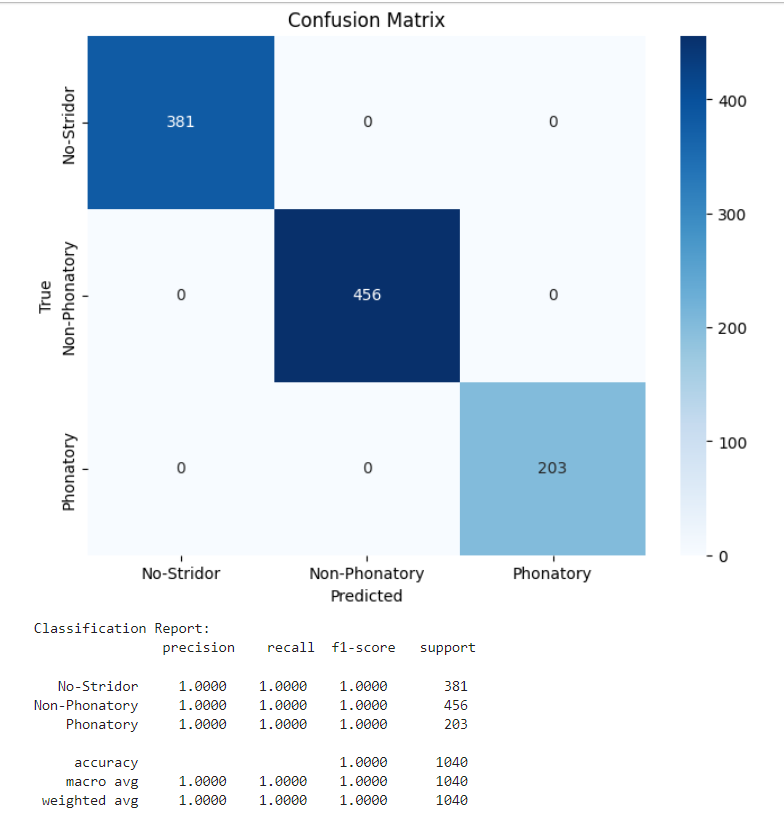 Confusion Matrix
No-Stridor
381
0
0
400
300
True
Non-Phonatory
0
456
0
200
Phonatory
0
0
203
100
0
No-Stridor Non-Phonatory Phonatory
Predicted
Classification Report:
precision recall f1-score support
No-Stridor 1.0000 1.0000 1.0000 381
Non-Phonatory 1.0000 1.0000 1.0000 456
Phonatory 1.0000 1.0000 1.0000 203
accuracy 1.0000 1040
macro avg 1.0000 1.0000 1.0000 1040
weighted avg 1.0000 1.0000 1.0000 1040